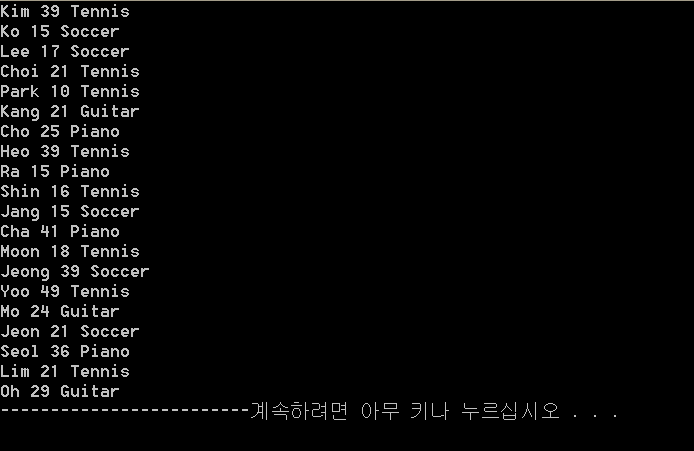 Kim 39 Tennis
Ko 15 Soccer
Lee 17 Soccer
Choi 21 Tennis
Park 10 Tennis
Kang 21 Guitar
Cho 25 Piano
Heo 39 Tennis
Ra 15 Piano
Shin 16 Tennis
Jang 15 Soccer
Cha 41 Piano
Moon 18 Tennis
Jeong 39 Soccer
Yoo 49 Tennis
Mo 24 Guitar
Jeon 21 Soccer
Seol 36 Piano
Lim 21 Tennis
Oh 29 Guitar
-------------------------계속하려면 아무 키나 누르십시오 . . .